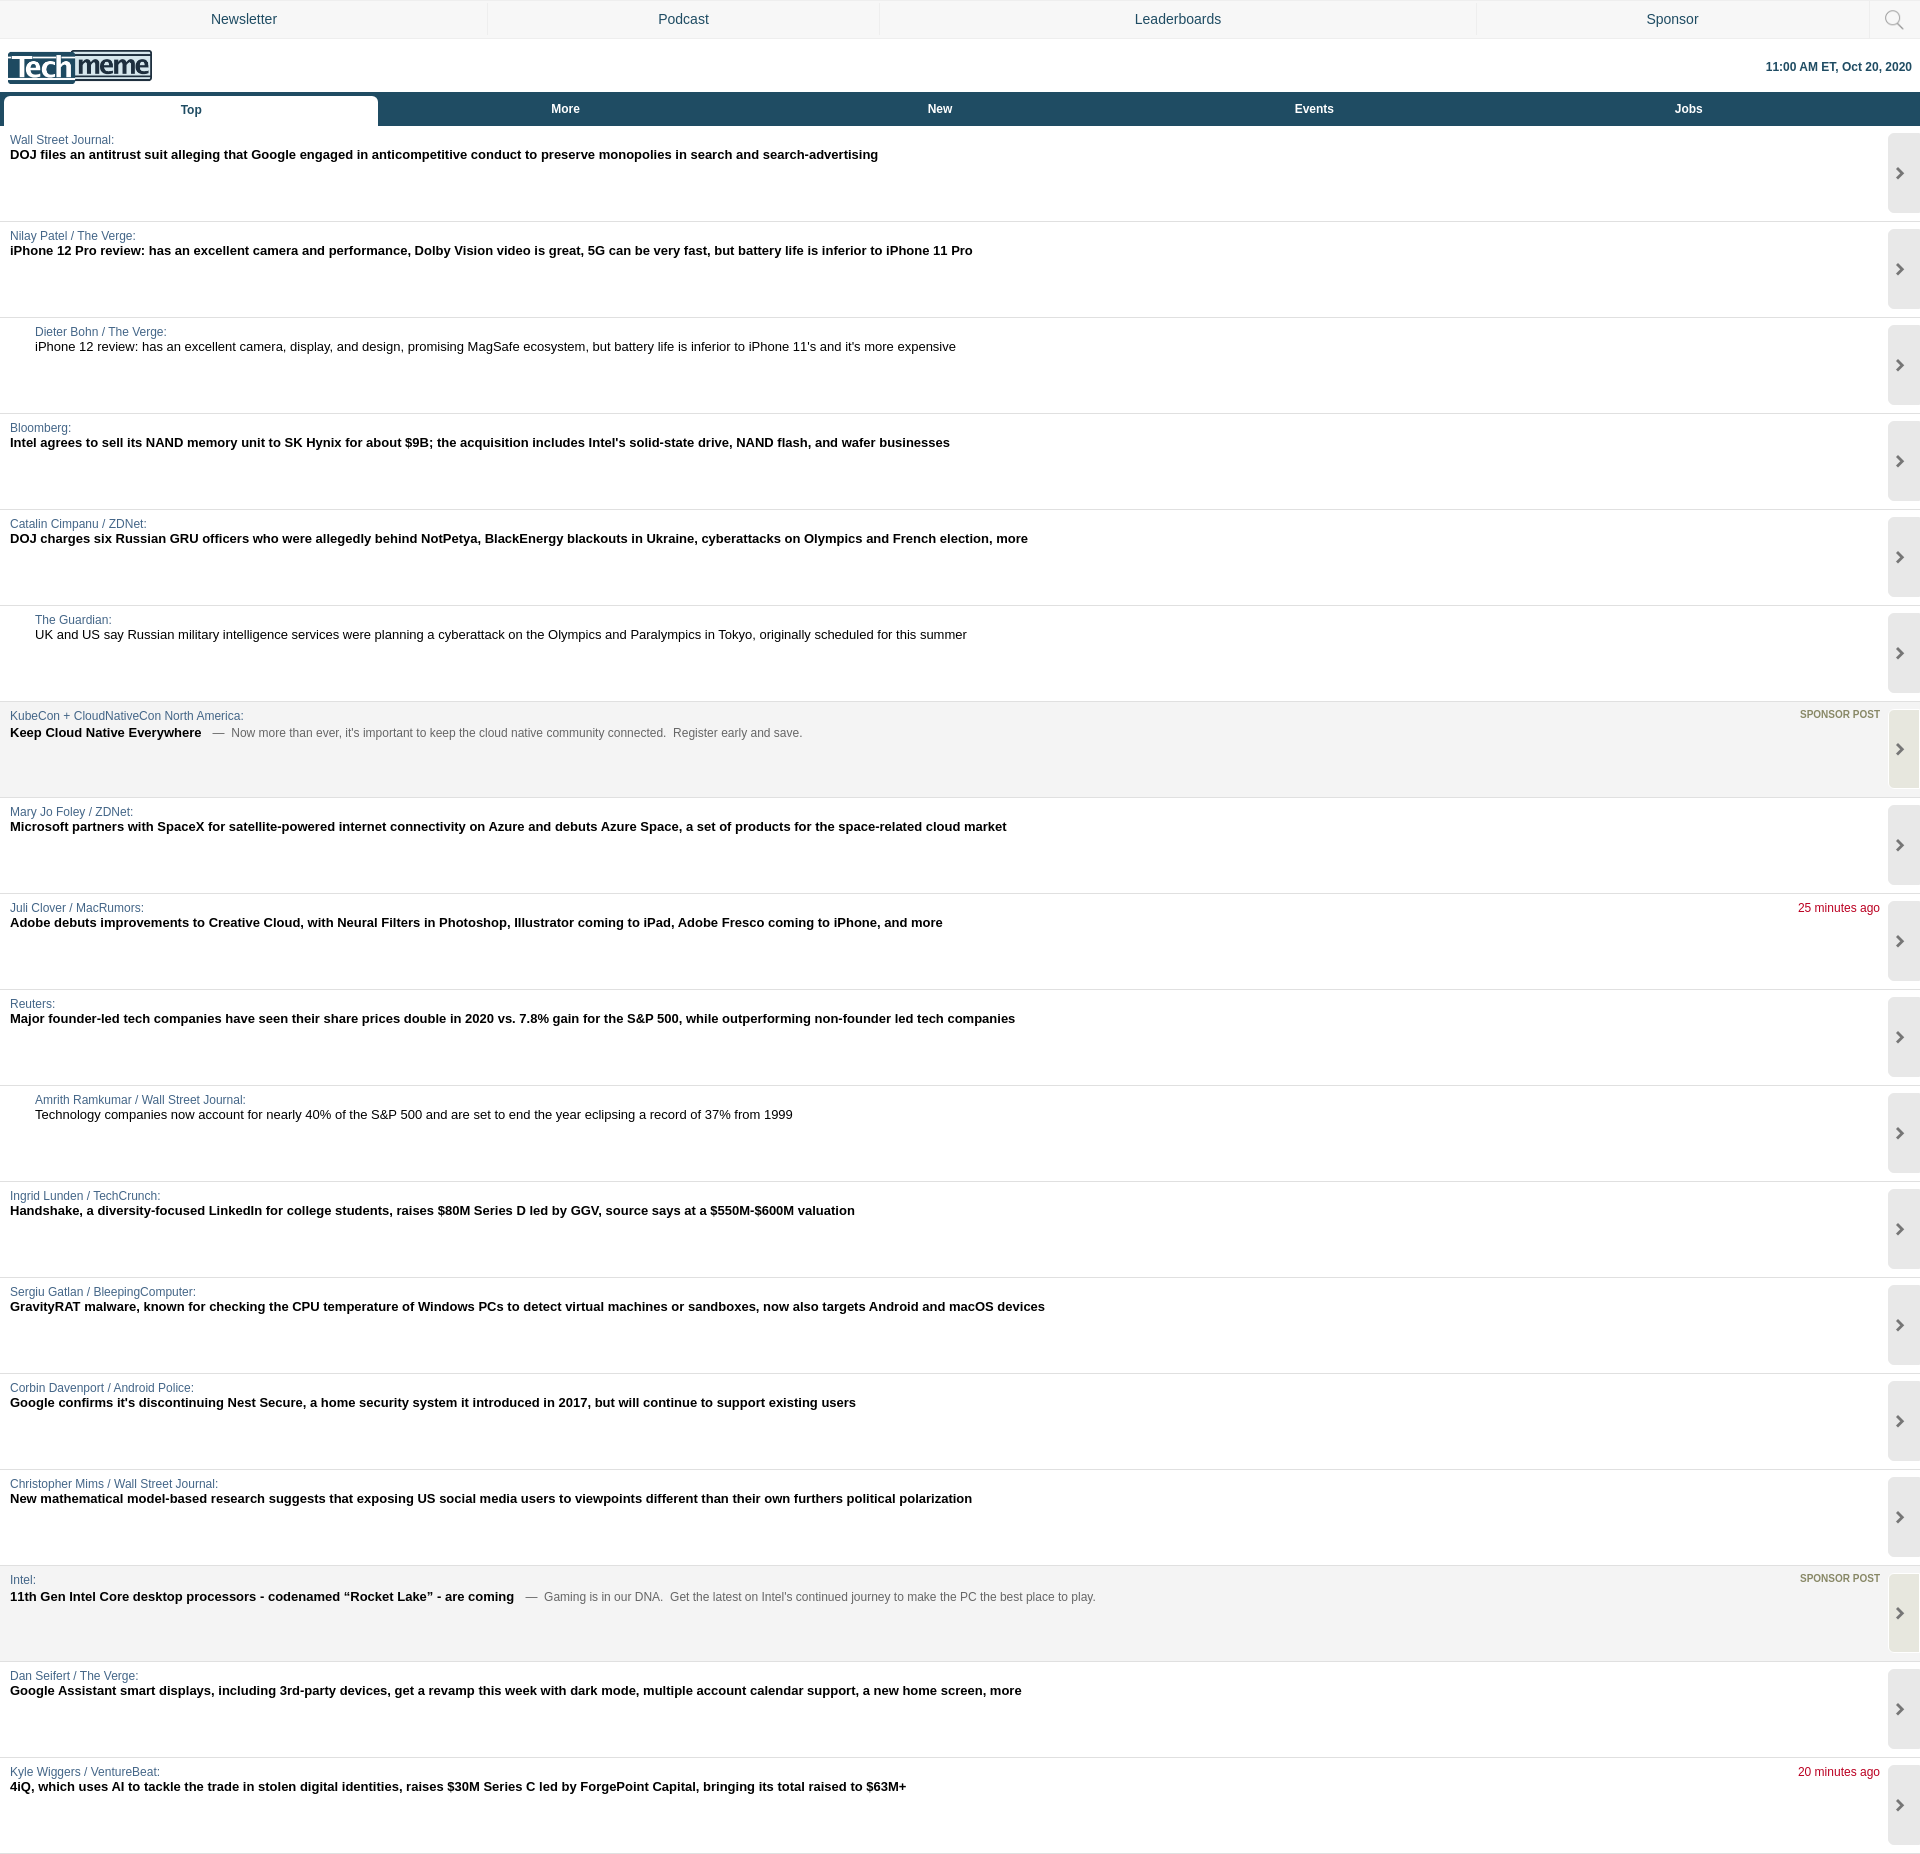 Newsletter Podcast Leaderboards Sponsor
Techmeme
11:00 AM ET, Oct 20, 2020
Top More New Events Jobs
Wall Street Journal:
DOJ files an antitrust suit alleging that Google engaged in anticompetitive conduct to preserve monopolies in search and search-advertising
Nilay Patel / The Verge:
iPhone 12 Pro review: has an excellent camera and performance, Dolby Vision video is great, 5G can be very fast, but battery life is inferior to iPhone 11 Pro
Dieter Bohn / The Verge:
iPhone 12 review: has an excellent camera, display, and design, promising MagSafe ecosystem, but battery life is inferior to iPhone 11's and it's more expensive
Bloomberg:
Intel agrees to sell its NAND memory unit to SK Hynix for about $9B; the acquisition includes Intel's solid-state drive, NAND flash, and wafer businesses
Catalin Cimpanu / ZDNet:
DOJ charges six Russian GRU officers who were allegedly behind NotPetya, BlackEnergy blackouts in Ukraine, cyberattacks on Olympics and French election, more
The Guardian:
UK and US say Russian military intelligence services were planning a cyberattack on the Olympics and Paralympics in Tokyo, originally scheduled for this summer
KubeCon + CloudNativeCon North America:
SPONSOR POST
Keep Cloud Native Everywhere — Now more than ever, it's important to keep the cloud native community connected. Register early and save.
Mary Jo Foley / ZDNet:
Microsoft partners with SpaceX for satellite-powered internet connectivity on Azure and debuts Azure Space, a set of products for the space-related cloud market
Juli Clover / MacRumors:
25 minutes ago
Adobe debuts improvements to Creative Cloud, with Neural Filters in Photoshop, Illustrator coming to iPad, Adobe Fresco coming to iPhone, and more
Reuters:
Major founder-led tech companies have seen their share prices double in 2020 vs. 7.8% gain for the S&P 500, while outperforming non-founder led tech companies
Amrith Ramkumar / Wall Street Journal:
Technology companies now account for nearly 40% of the S&P 500 and are set to end the year eclipsing a record of 37% from 1999
Ingrid Lunden / TechCrunch:
Handshake, a diversity-focused LinkedIn for college students, raises $80M Series D led by GGV, source says at a $550M-$600M valuation
Sergiu Gatlan / BleepingComputer:
GravityRAT malware, known for checking the CPU temperature of Windows PCs to detect virtual machines or sandboxes, now also targets Android and macOS devices
Corbin Davenport / Android Police:
Google confirms it's discontinuing Nest Secure, a home security system it introduced in 2017, but will continue to support existing users
Christopher Mims / Wall Street Journal:
New mathematical model-based research suggests that exposing US social media users to viewpoints different than their own furthers political polarization
Intel:
SPONSOR POST
11th Gen Intel Core desktop processors - codenamed “Rocket Lake” - are coming — Gaming is in our DNA. Get the latest on Intel's continued journey to make the PC the best place to play.
Dan Seifert / The Verge:
Google Assistant smart displays, including 3rd-party devices, get a revamp this week with dark mode, multiple account calendar support, a new home screen, more
Kyle Wiggers / VentureBeat:
20 minutes ago
4iQ, which uses AI to tackle the trade in stolen digital identities, raises $30M Series C led by ForgePoint Capital, bringing its total raised to $63M+